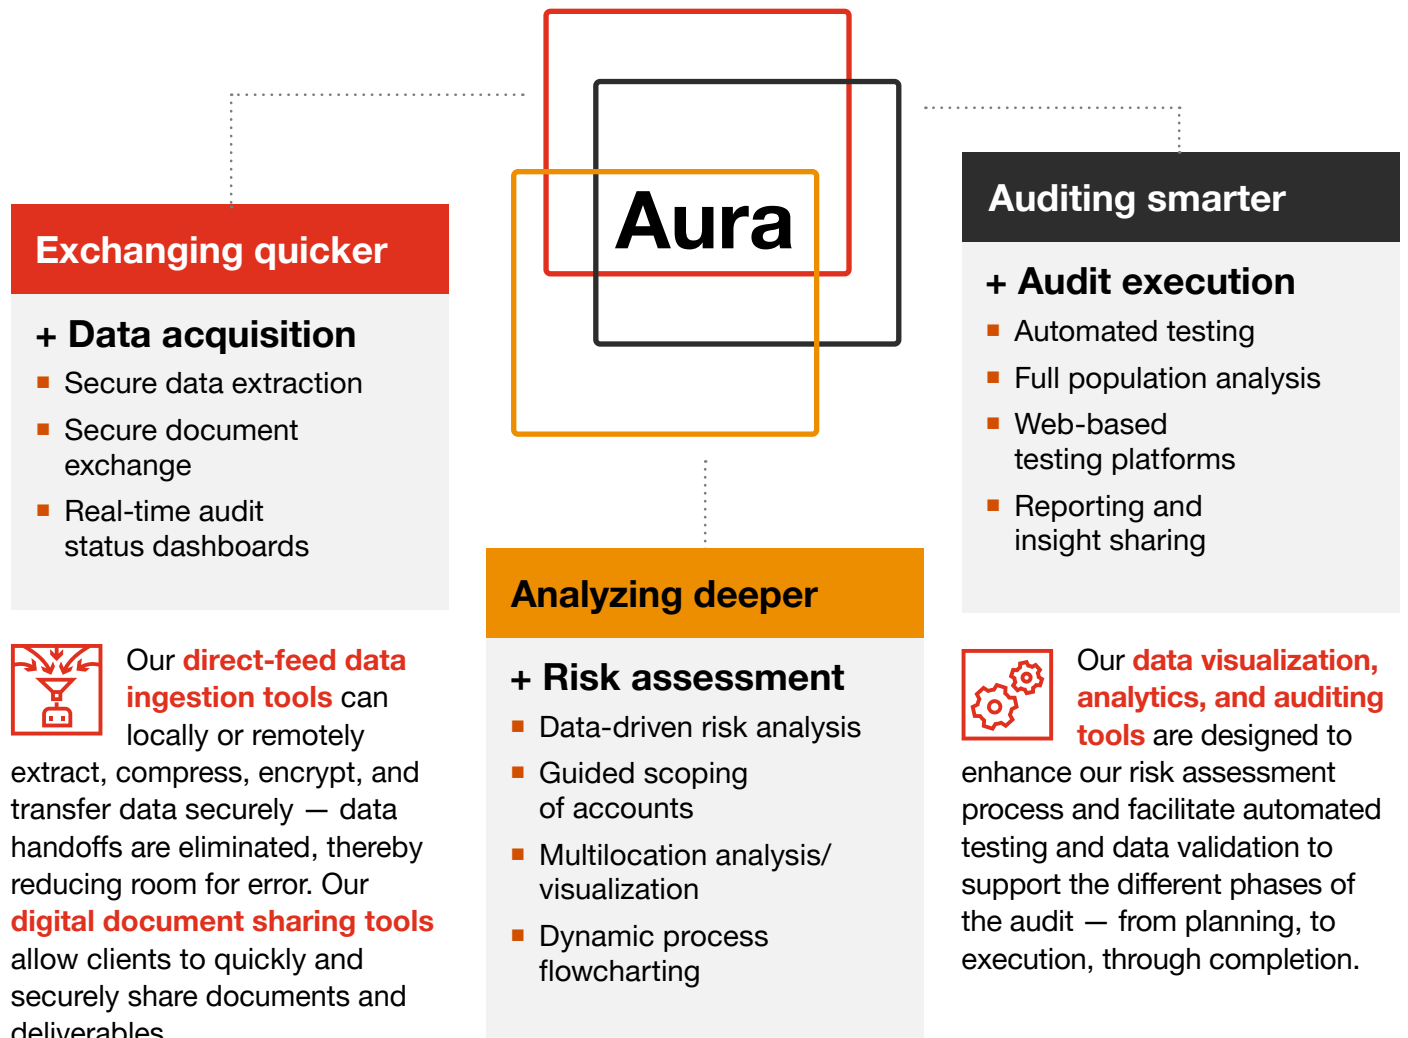 Aura
Exchanging quicker
+ Data acquisition
Secure data extraction
Secure document
exchange
Real-time audit
status dashboards
Our direct-feed data
ingestion tools can
locally or remotely
extract, compress, encrypt, and
transfer data securely — data
handoffs are eliminated, thereby
reducing room for error. Our
digital document sharing tools
allow clients to quickly and
securely share documents and
deliverables
Analyzing deeper
+ Risk assessment
Data-driven risk analysis
Guided scoping
of accounts
Multilocation analysis/
visualization
Dynamic process
flowcharting
Auditing smarter
+ Audit execution
Automated testing
Full population analysis
Web-based
testing platforms
Reporting and
insight sharing
Our data visualization,
analytics, and auditing
tools are designed to
enhance our risk assessment
process and facilitate automated
testing and data validation to
support the different phases of
the audit — from planning, to
execution, through completion.